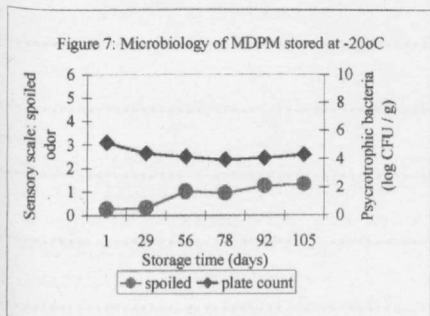 Figure 7: Microbiology of MDPM stored at -20oC
Sensory scale: spoiled
odor
6
5
4
3
2
1
0
10
8
6
4
2
0
Psycrotrophic bacteria
(log CFU / g)
1 29 56 78 92 105
Storage time (days)
spoiled plate count